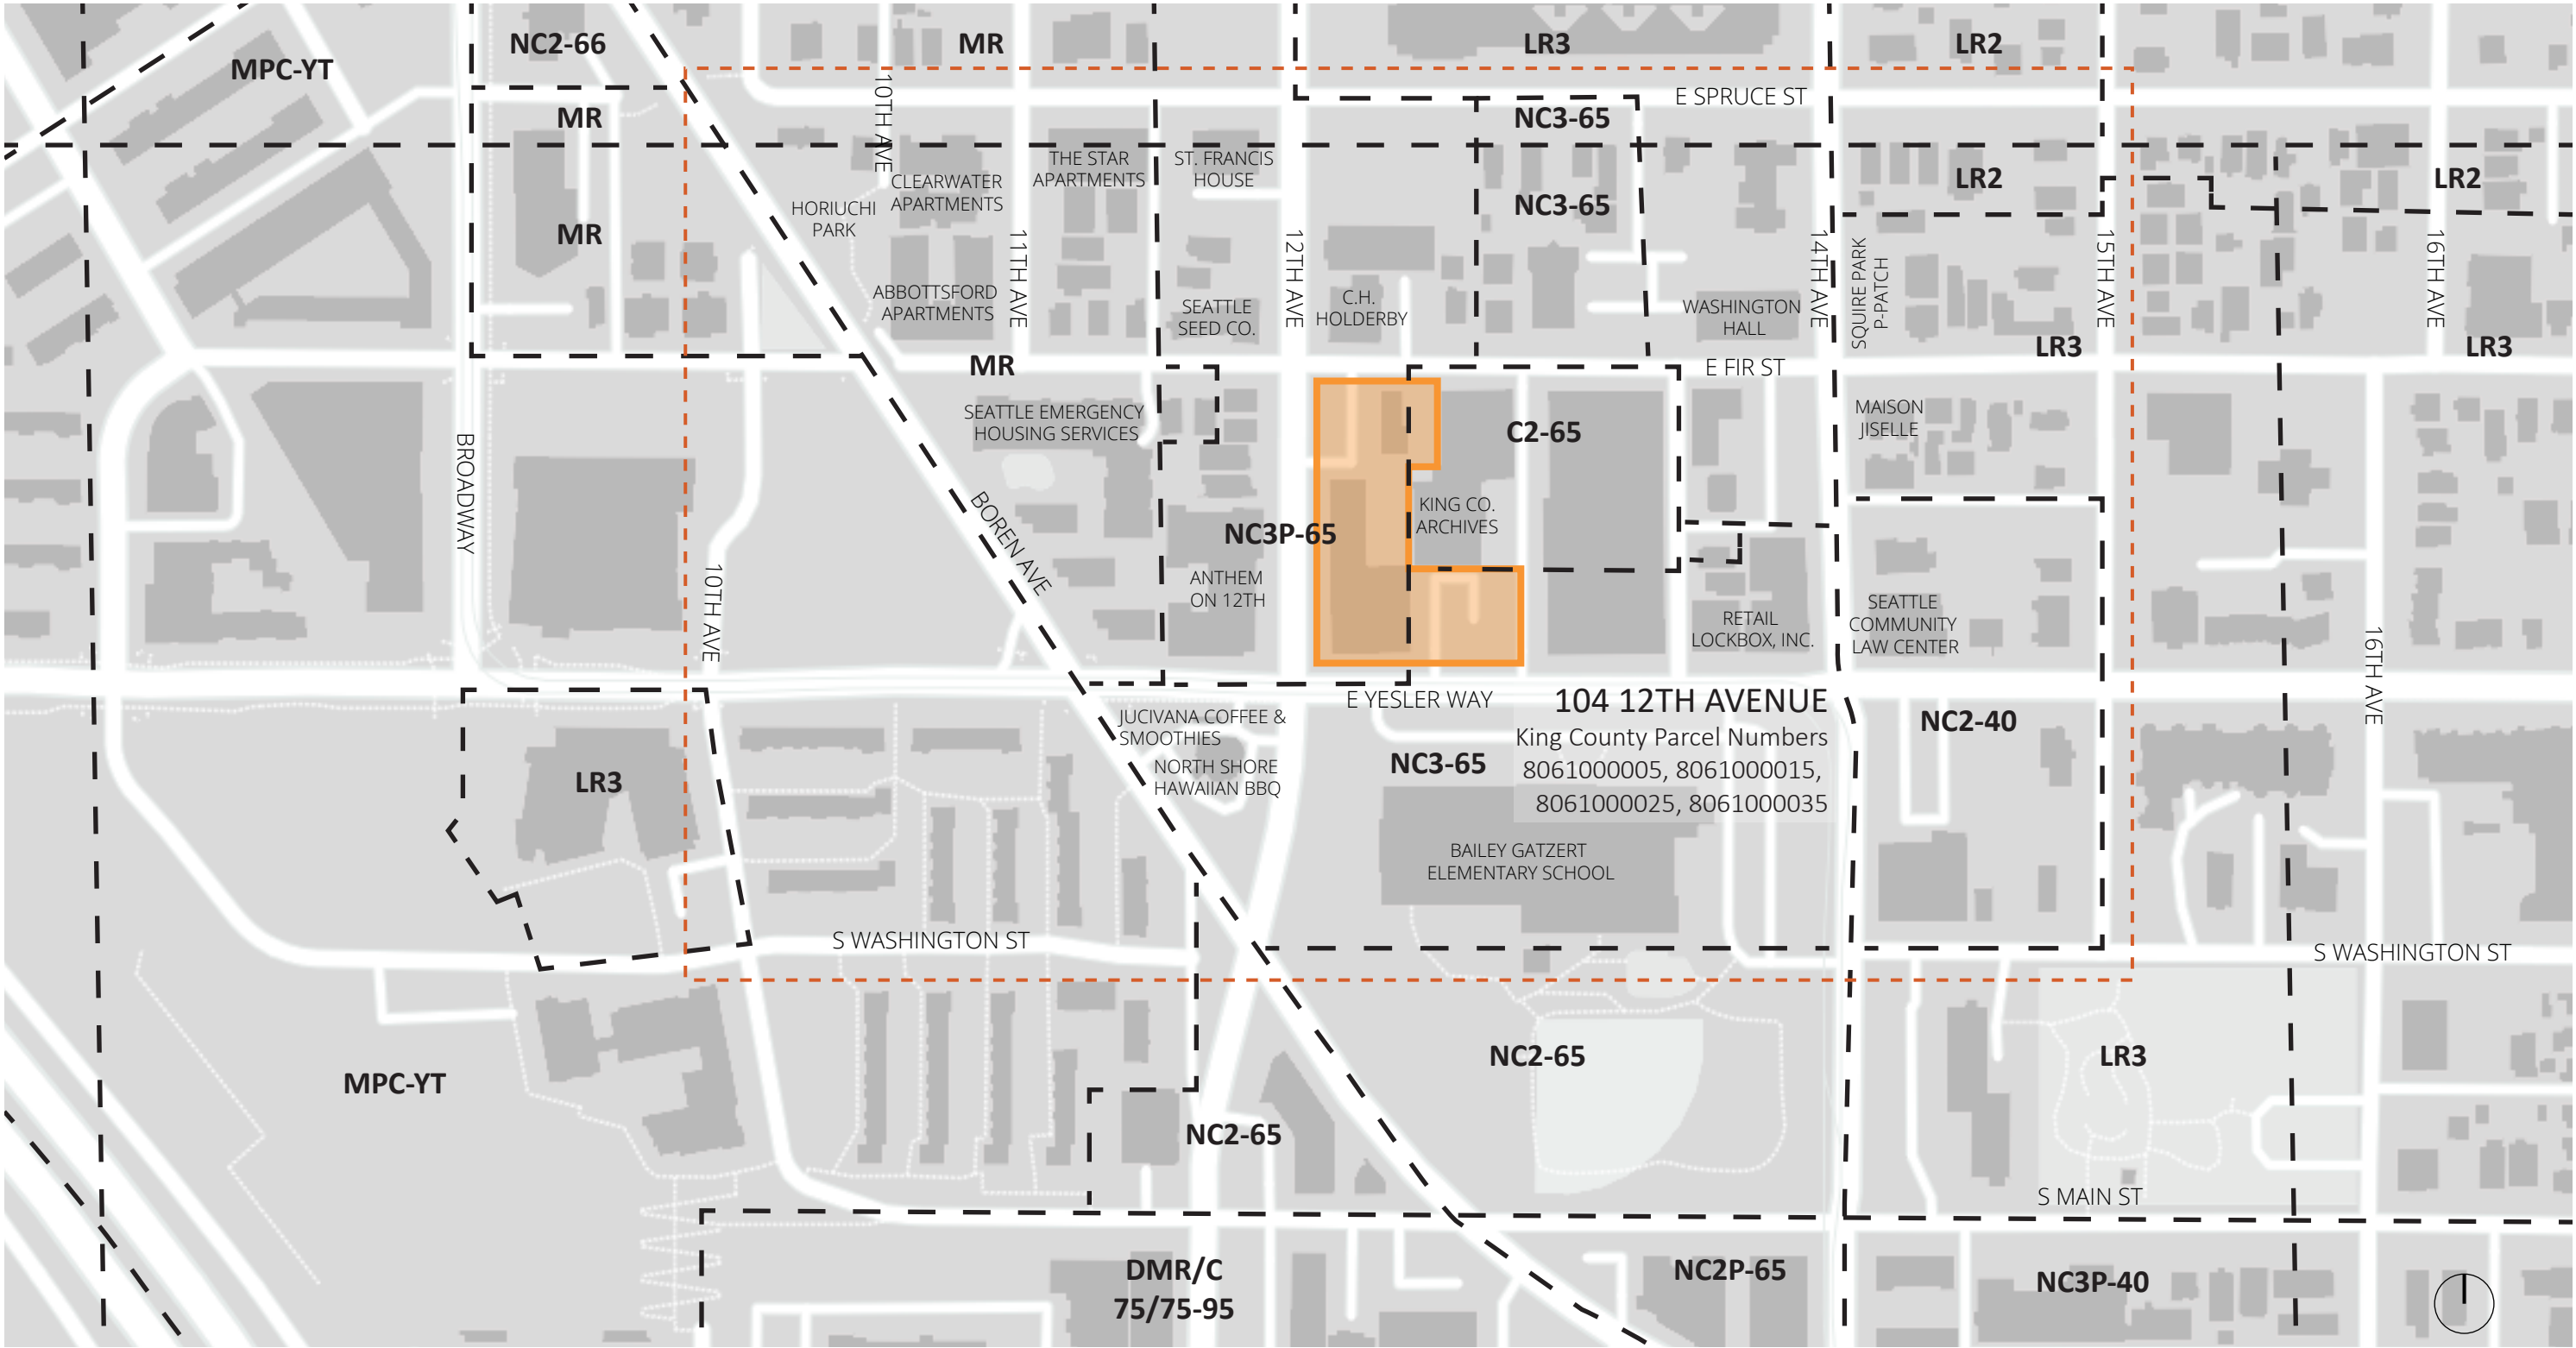 NC2-66
MR
LR3
LR2
MPC-YT
E SPRUCE ST
10TH AVE
MR
NC3-65
THE STAR
APARTMENTS
ST. FRANCIS
HOUSE
CLEARWATER
APARTMENTS
LR2
LR2
HORIUCHI
PARK
NC3-65
MR
11TH AVE
12TH AVE
14TH AVE
SQUIRE PARK
P-PATCH
15TH AVE
16TH AVE
ABBOTTSFORD
APARTMENTS
SEATTLE
SEED CO.
C.H.
HOLDERBY
WASHINGTON
HALL
LR3
LR3
MR
E FIR ST
SEATTLE EMERGENCY
HOUSING SERVICES
C2-65
MAISON
JISELLE
BROADWAY
BOREN AVE
KING CO.
ARCHIVES
NC3P-65
10TH AVE
ANTHEM
ON 12TH
RETAIL
LOCKBOX, INC.
SEATTLE
COMMUNITY
LAW CENTER
16TH AVE
E YESLER WAY
104 12TH AVENUE
King County Parcel Numbers
8061000005, 8061000015,
8061000025, 8061000035
JUCIVANA COFFEE &
SMOOTHIES
NORTH SHORE
HAWAIIAN BBQ
NC3-65
NC2-40
LR3
BAILEY GATZERT
ELEMENTARY SCHOOL
S WASHINGTON ST
S WASHINGTON ST
NC2-65
LR3
MPC-YT
NC2-65
S MAIN ST
DMR/C
75/75-95
NC2P-65
NC3P-40